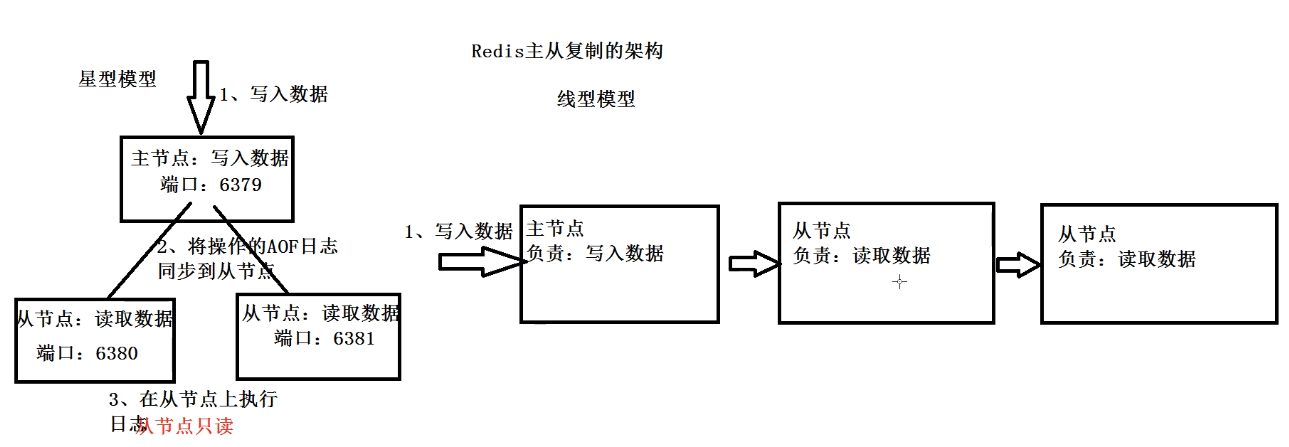 Redis主从复制的架构
星型模型
1、写入数据
线型模型
主节点：写入数据
端口：6379
2、将操作的AOF日志
同步到从节点
从节点：读取数据
端口：6380
从节点：读取数据
端口：6381
3、在从节点上执行
日志
从节点只读
1、写入数据
主节点
负责：写入数据
从节点
负责：读取数据
从节点
负责：读取数据